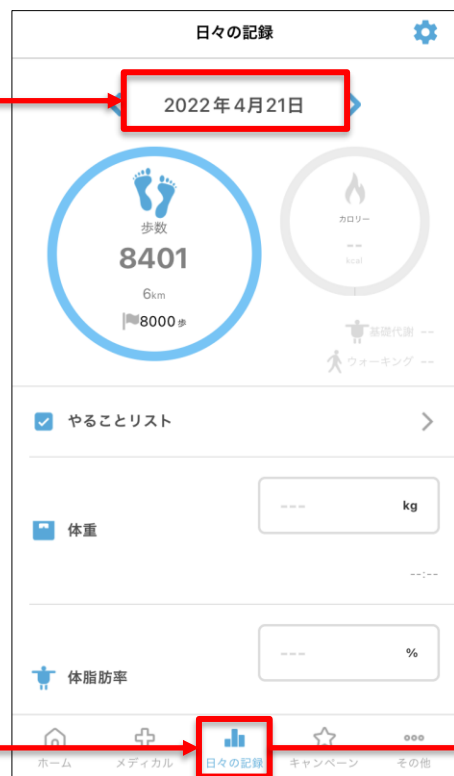 日々の記録
2022年4月21日
歩数
8401
6km
8000歩
カロリー
--
kcal
基礎代謝 --
ウォーキング --
やることリスト
体重
---
kg
--:--
体脂肪率
---
%
ホーム
メディカル
日々の記録
キャンペーン
その他